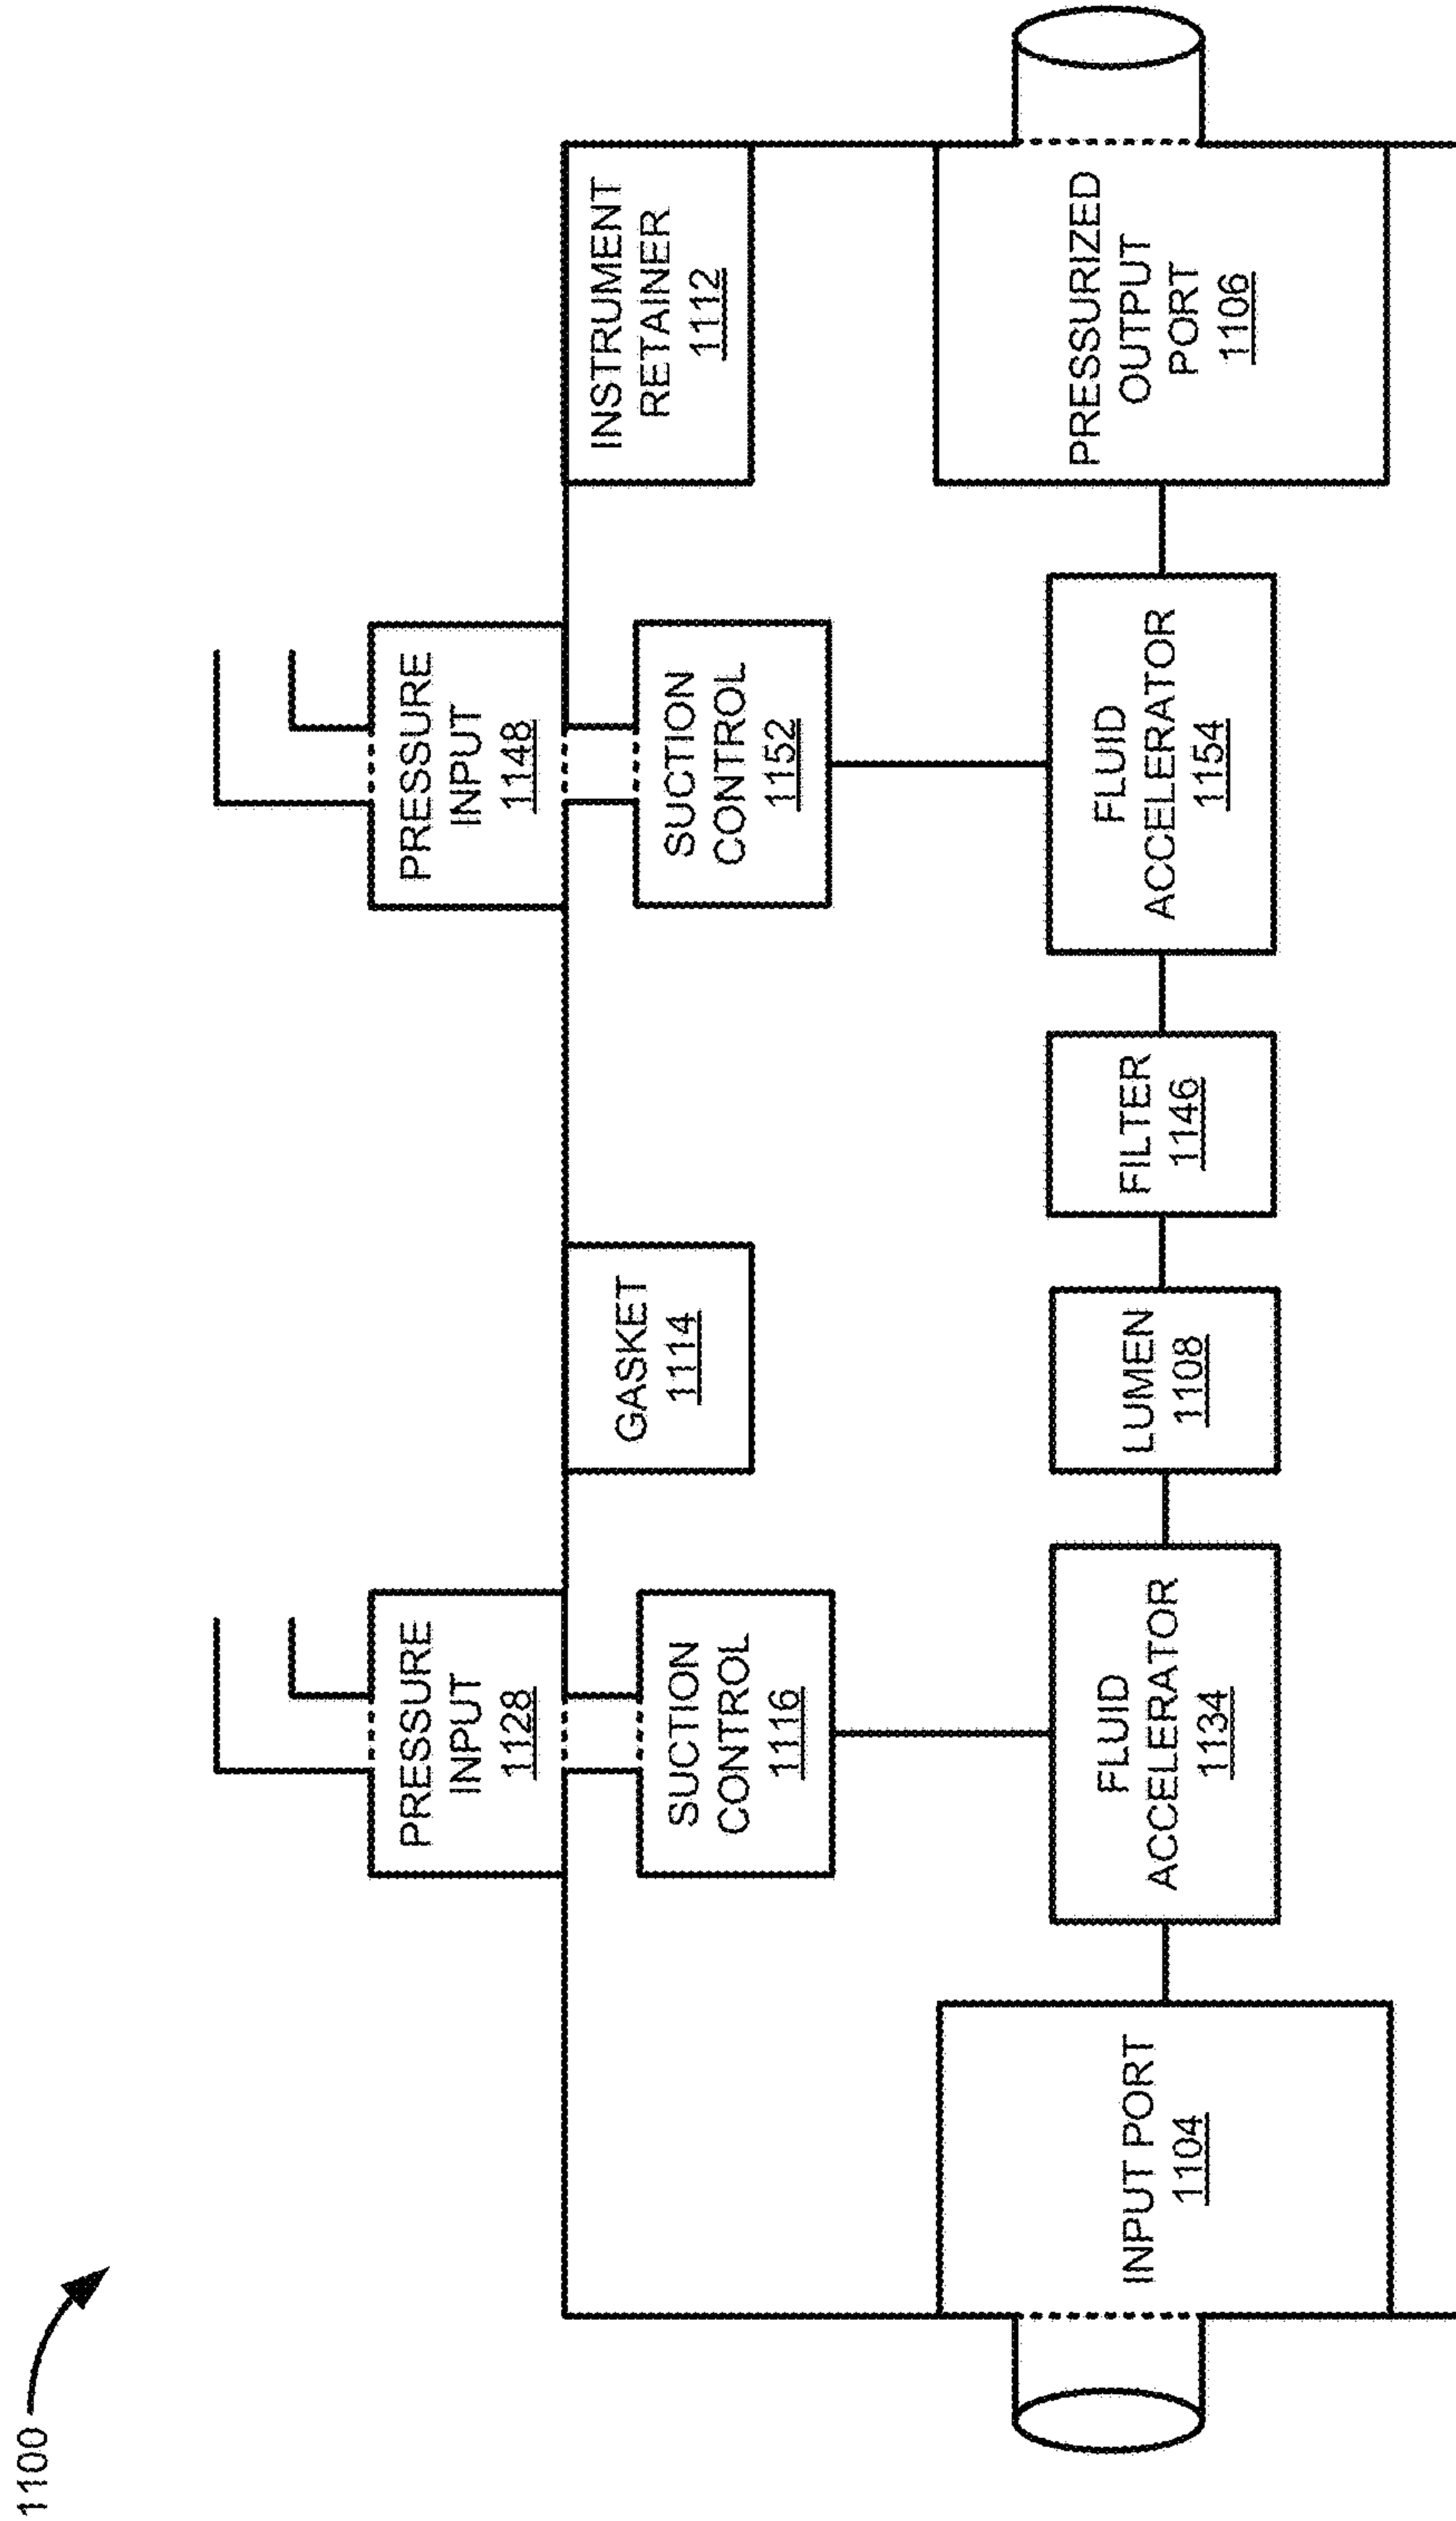 1100
PRESSURE
INPUT
1128
PRESSURE
INPUT
1148
SUCTION
CONTROL
1116
GASKET
1114
SUCTION
CONTROL
1152
INSTRUMENT
RETAINER
1112
INPUT PORT
1104
FLUID
ACCELERATOR
1134
LUMEN
1108
FILTER
1146
FLUID
ACCELERATOR
1154
PRESSURIZED
OUTPUT
PORT
1106